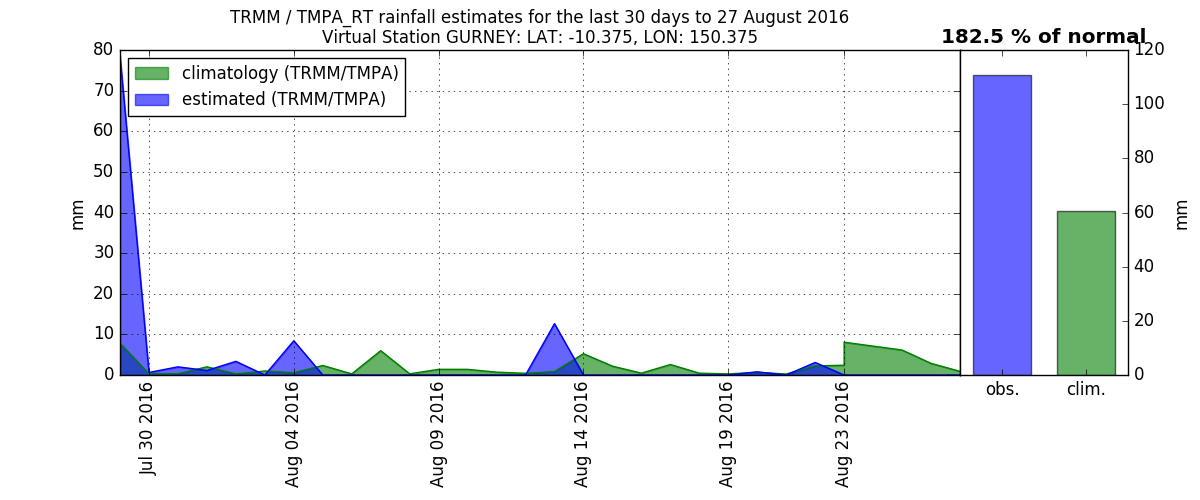 TRMM / TMPA_RT rainfall estimates for the last 30 days to 27 August 2016
Virtual Station GURNEY: LAT: -10.375, LON: 150.375
182.5 % of normal
climatology (TRMM/TMPA)
estimated (TRMM/TMPA)
80
70
60
50
40
30
20
10
0
mm
Jul 30 2016
Aug 04 2016
Aug 09 2016
Aug 14 2016
Aug 19 2016
Aug 23 2016
120
100
80
60
40
20
0
mm
obs.
clim.